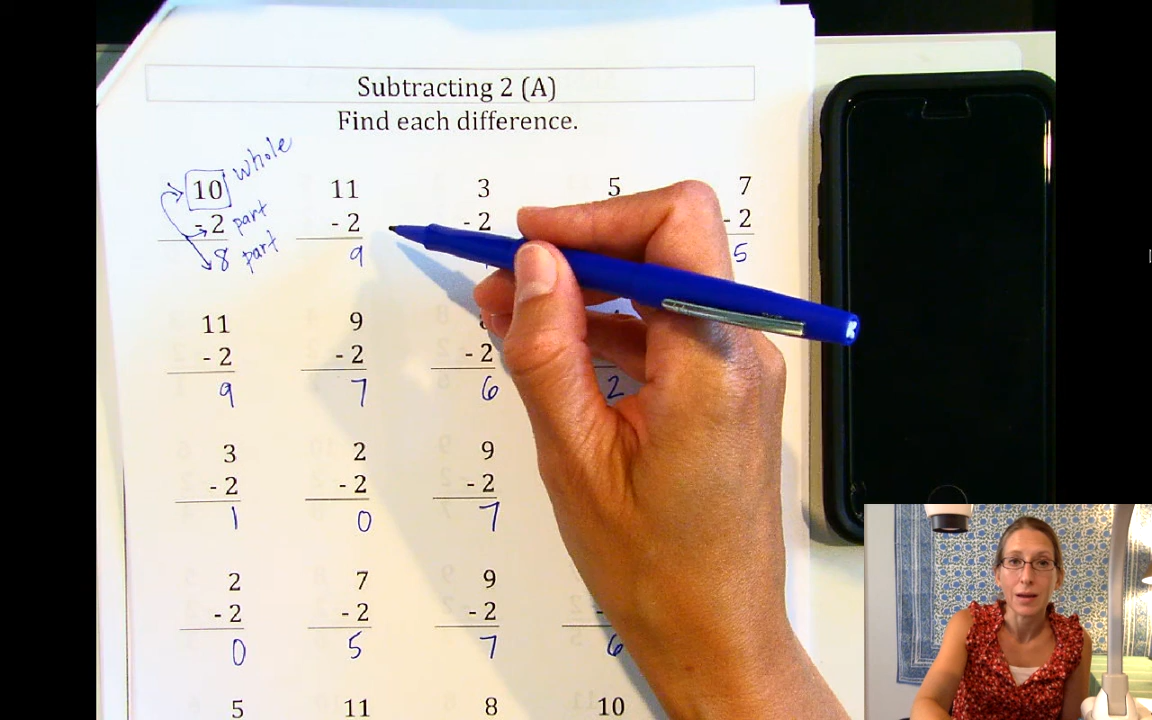 Subtracting 2 (A)
Find each difference.
whole
10 11 3 5 7
- 2 part - 2 - 2 - 2
8 part 9 5
11 9
- 2 - 2 - 2
9 7 6 2
3 2 9
- 2 - 2 - 2
1 0 7
2 7 9
- 2 - 2 - 2
0 5 7 6
5 11 8 10